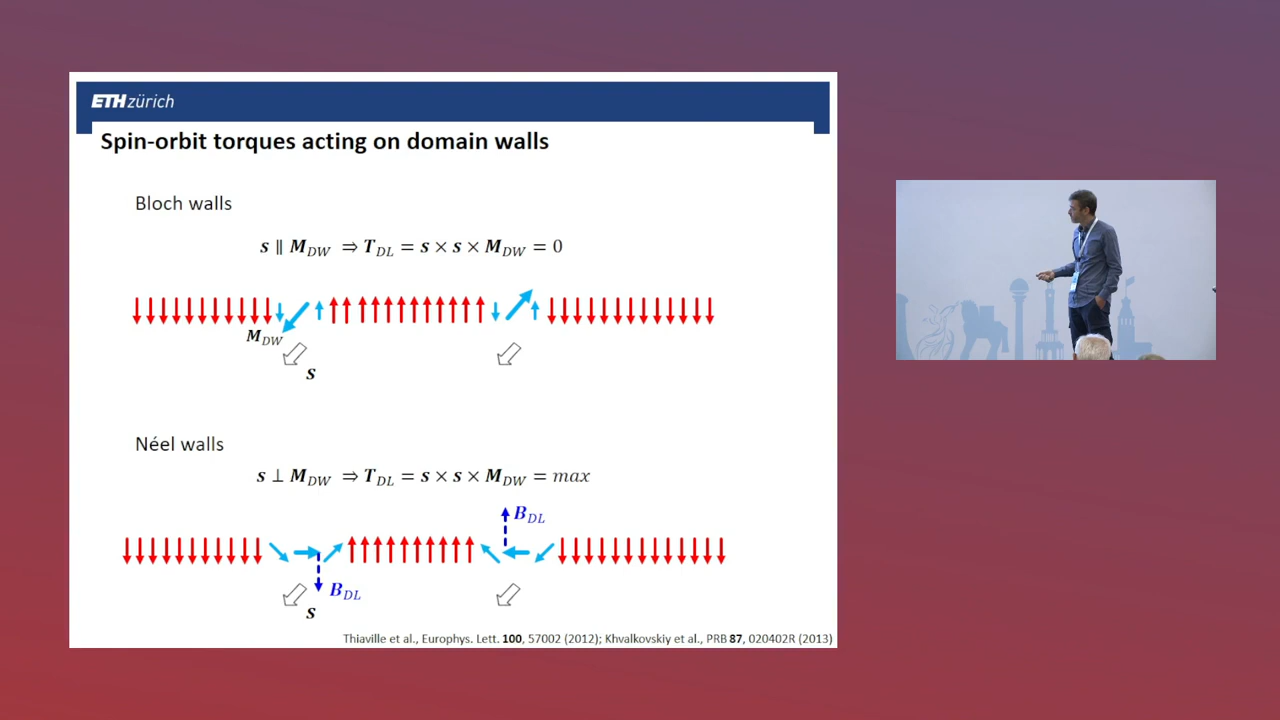 ETH zürich
Spin-orbit torques acting on domain walls
Bloch walls
s ∥ M_DW ⇒ T_DL = s × s × M_DW = 0
M_DW
s
Néel walls
s ⊥ M_DW ⇒ T_DL = s × s × M_DW = max
B_DL
B_DL
s
Thiaville et al., Europhys. Lett. 100, 57002 (2012); Khvalkovskiy et al., PRB 87, 020402R (2013)